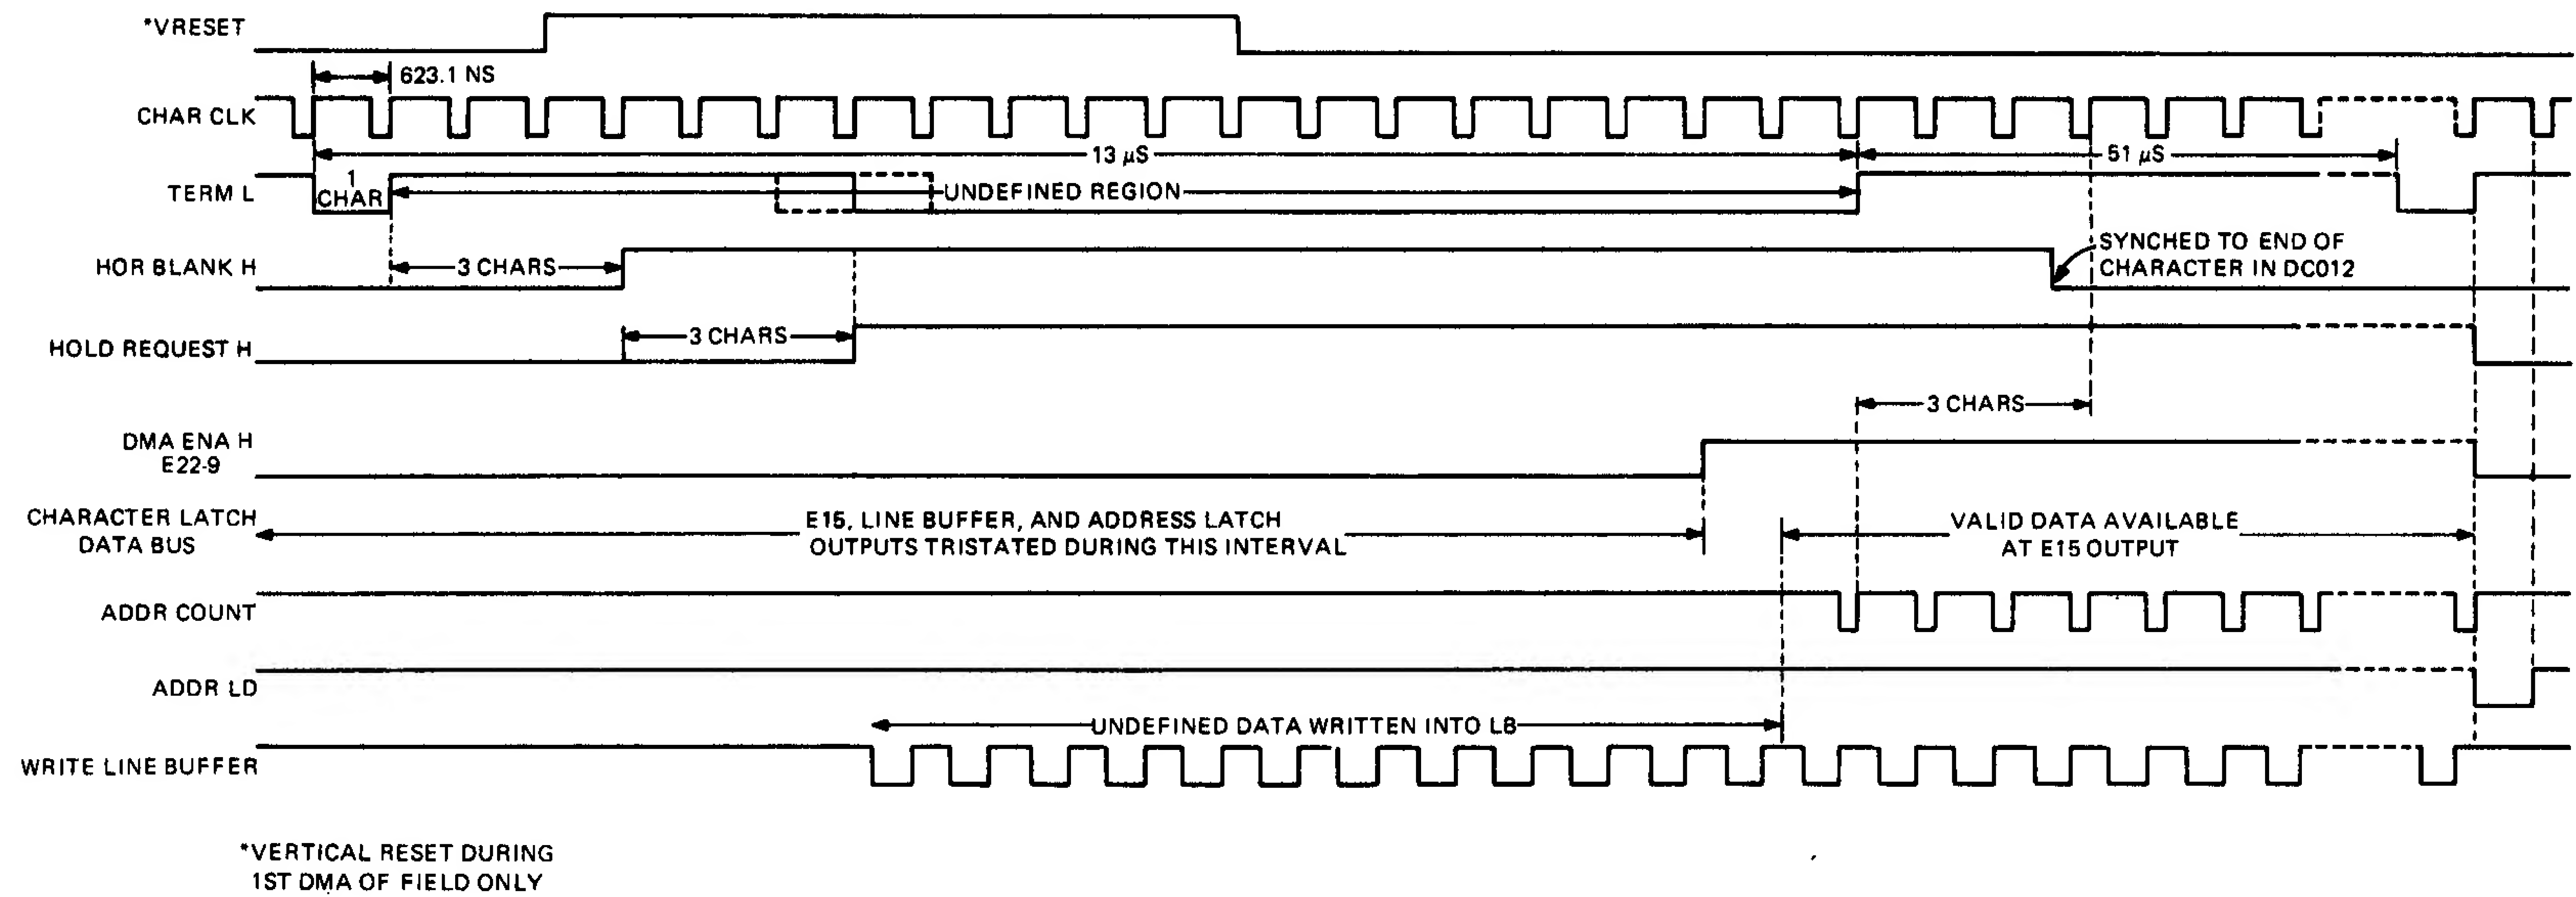 *VRESET
623.1 NS
CHAR CLK
13 µS
51 µS
TERM L
1
CHAR
UNDEFINED REGION
HOR BLANK H
3 CHARS
SYNCHED TO END OF
CHARACTER IN DC012
HOLD REQUEST H
3 CHARS
3 CHARS
DMA ENA H
E22-9
CHARACTER LATCH
DATA BUS
E15, LINE BUFFER, AND ADDRESS LATCH
OUTPUTS TRISTATED DURING THIS INTERVAL
VALID DATA AVAILABLE
AT E15 OUTPUT
ADDR COUNT
ADDR LD
UNDEFINED DATA WRITTEN INTO LB
WRITE LINE BUFFER
*VERTICAL RESET DURING
1ST DMA OF FIELD ONLY